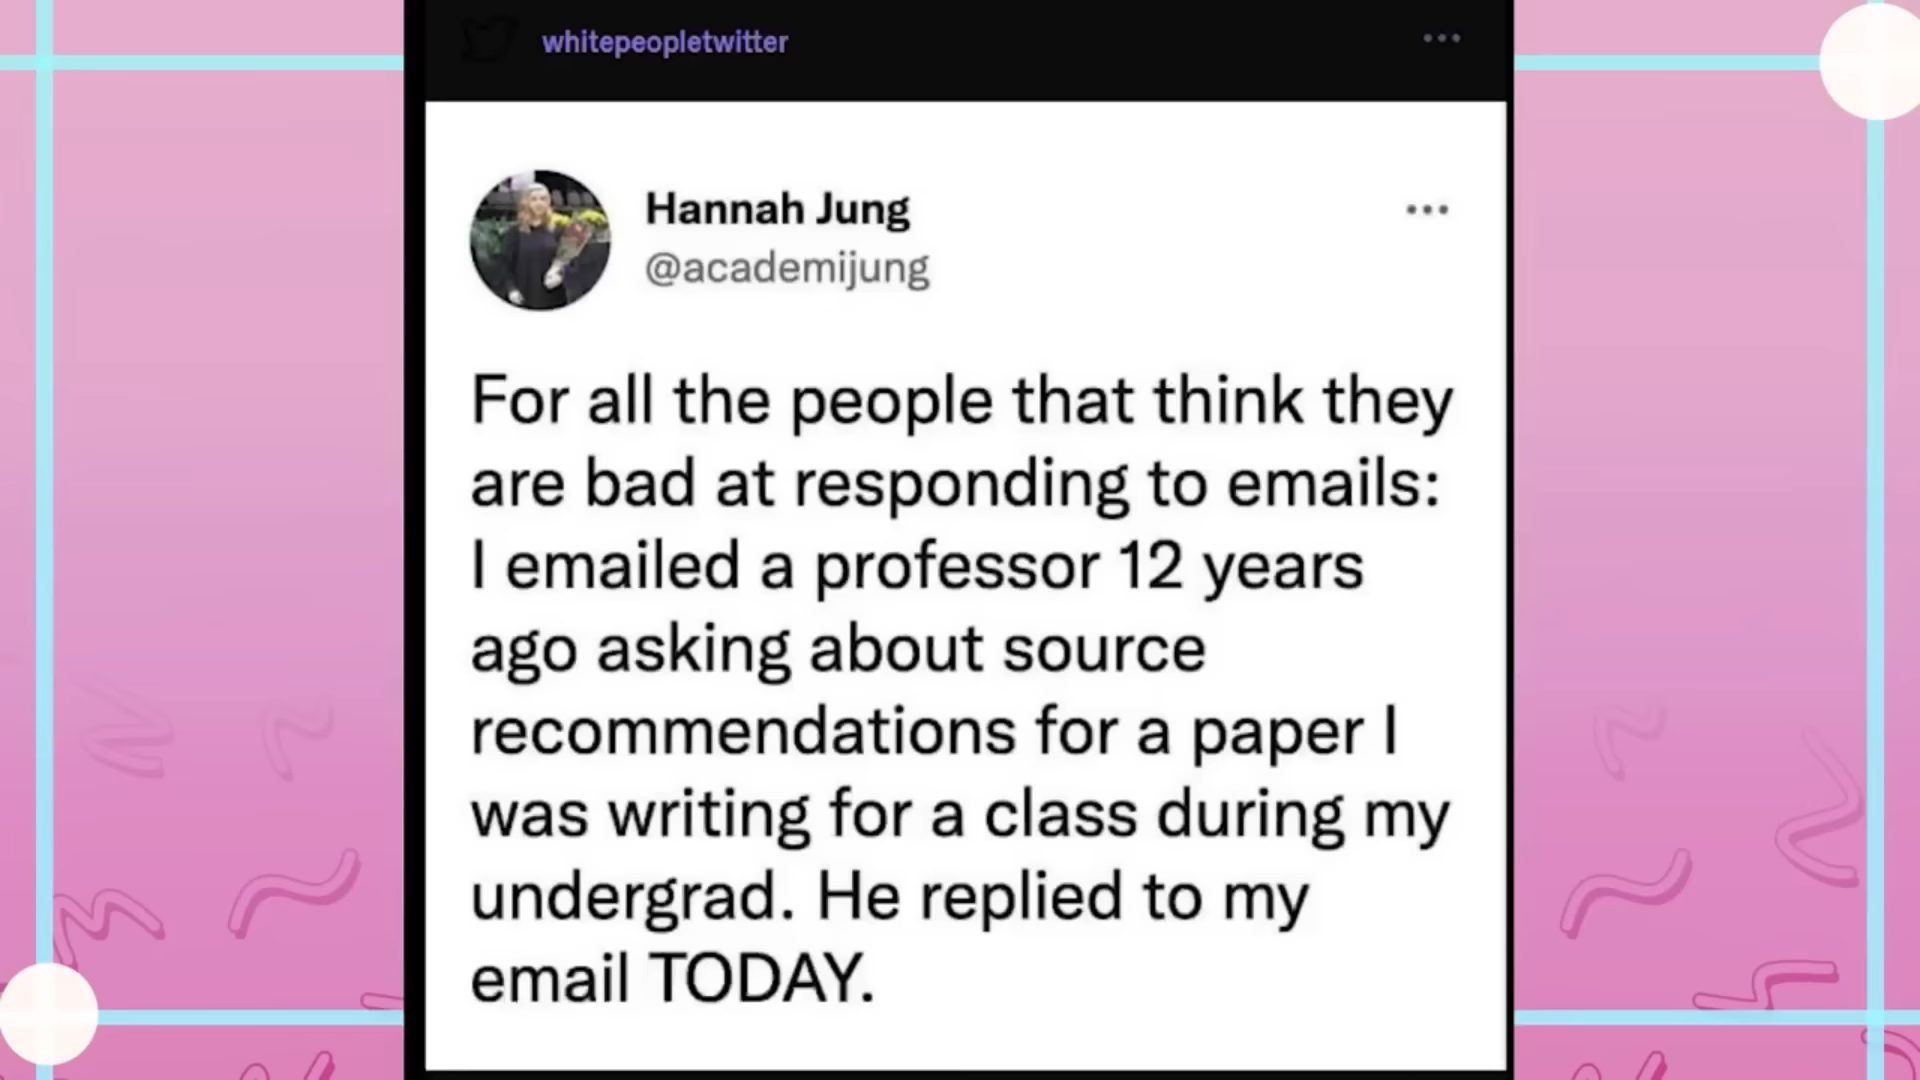 whitepeopletwitter
Hannah Jung
@academijung
For all the people that think they
are bad at responding to emails:
I emailed a professor 12 years
ago asking about source
recommendations for a paper I
was writing for a class during my
undergrad. He replied to my
email TODAY.